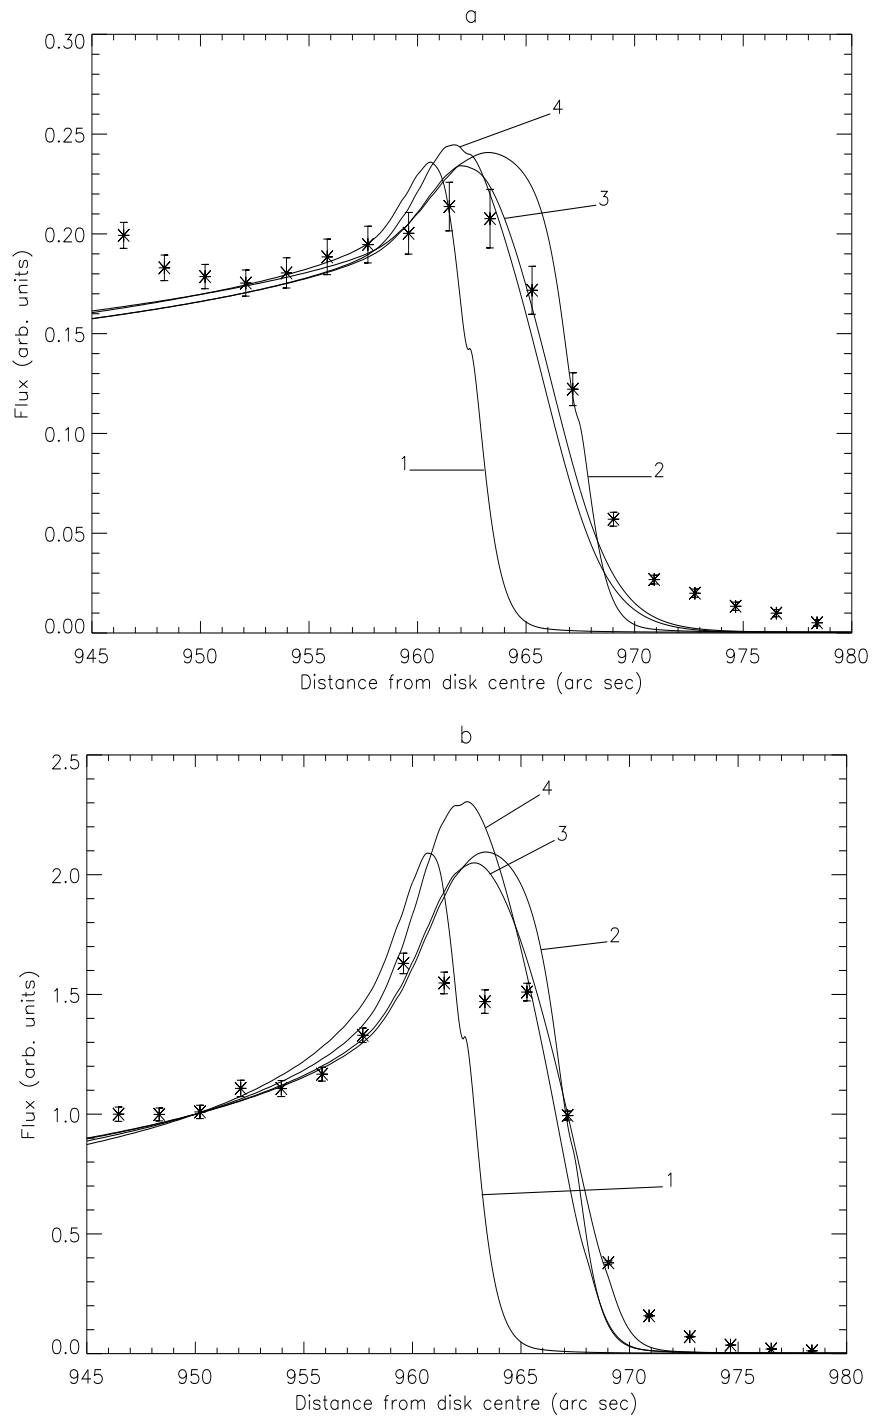 a
0.30
0.25
0.20
0.15
0.10
0.05
0.00
Flux (arb. units)
4
3
1
2
945 950 955 960 965 970 975 980
Distance from disk centre (arc sec)
b
2.5
2.0
1.5
1.0
0.5
0.0
Flux (arb. units)
4
3
2
1
945 950 955 960 965 970 975 980
Distance from disk centre (arc sec)